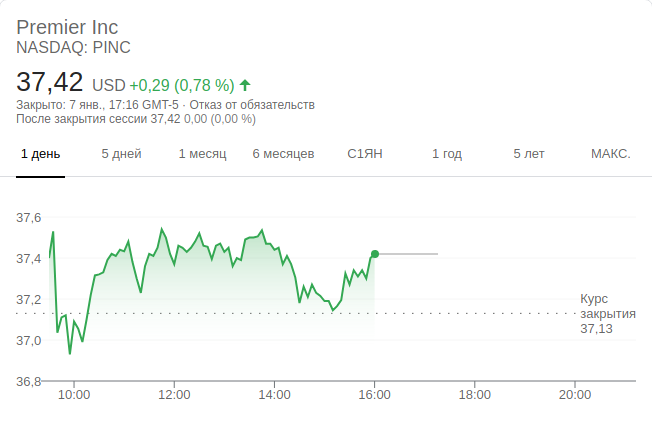 Premier Inc
NASDAQ: PINC
37,42 USD +0,29 (0,78 %)
Закрыто: 7 янв., 17:16 GMT-5 · Отказ от обязательств
После закрытия сессии 37,42 0,00 (0,00 %)
1 день 5 дней 1 месяц 6 месяцев С1ЯН 1 год 5 лет МАКС.
37,6
37,4
37,2
Курс
закрытия
37,13
37,0
36,8
10:00 12:00 14:00 16:00 18:00 20:00